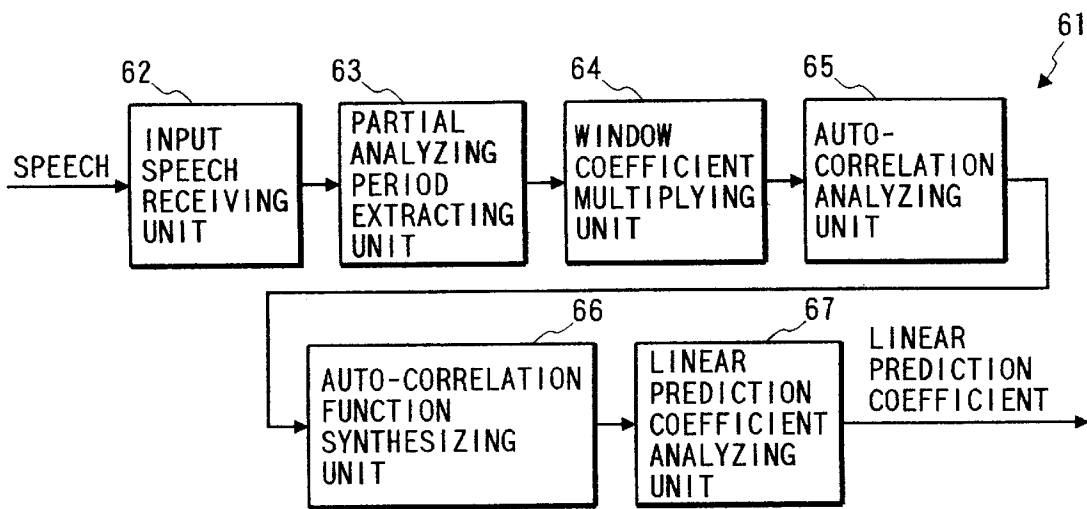 61
62
63
64
65
SPEECH
INPUT
SPEECH
RECEIVING
UNIT
PARTIAL
ANALYZING
PERIOD
EXTRACTING
UNIT
WINDOW
COEFFICIENT
MULTIPLYING
UNIT
AUTO-
CORRELATION
ANALYZING
UNIT
66
67
AUTO-CORRELATION
FUNCTION
SYNTHESIZING
UNIT
LINEAR
PREDICTION
COEFFICIENT
ANALYZING
UNIT
LINEAR
PREDICTION
COEFFICIENT